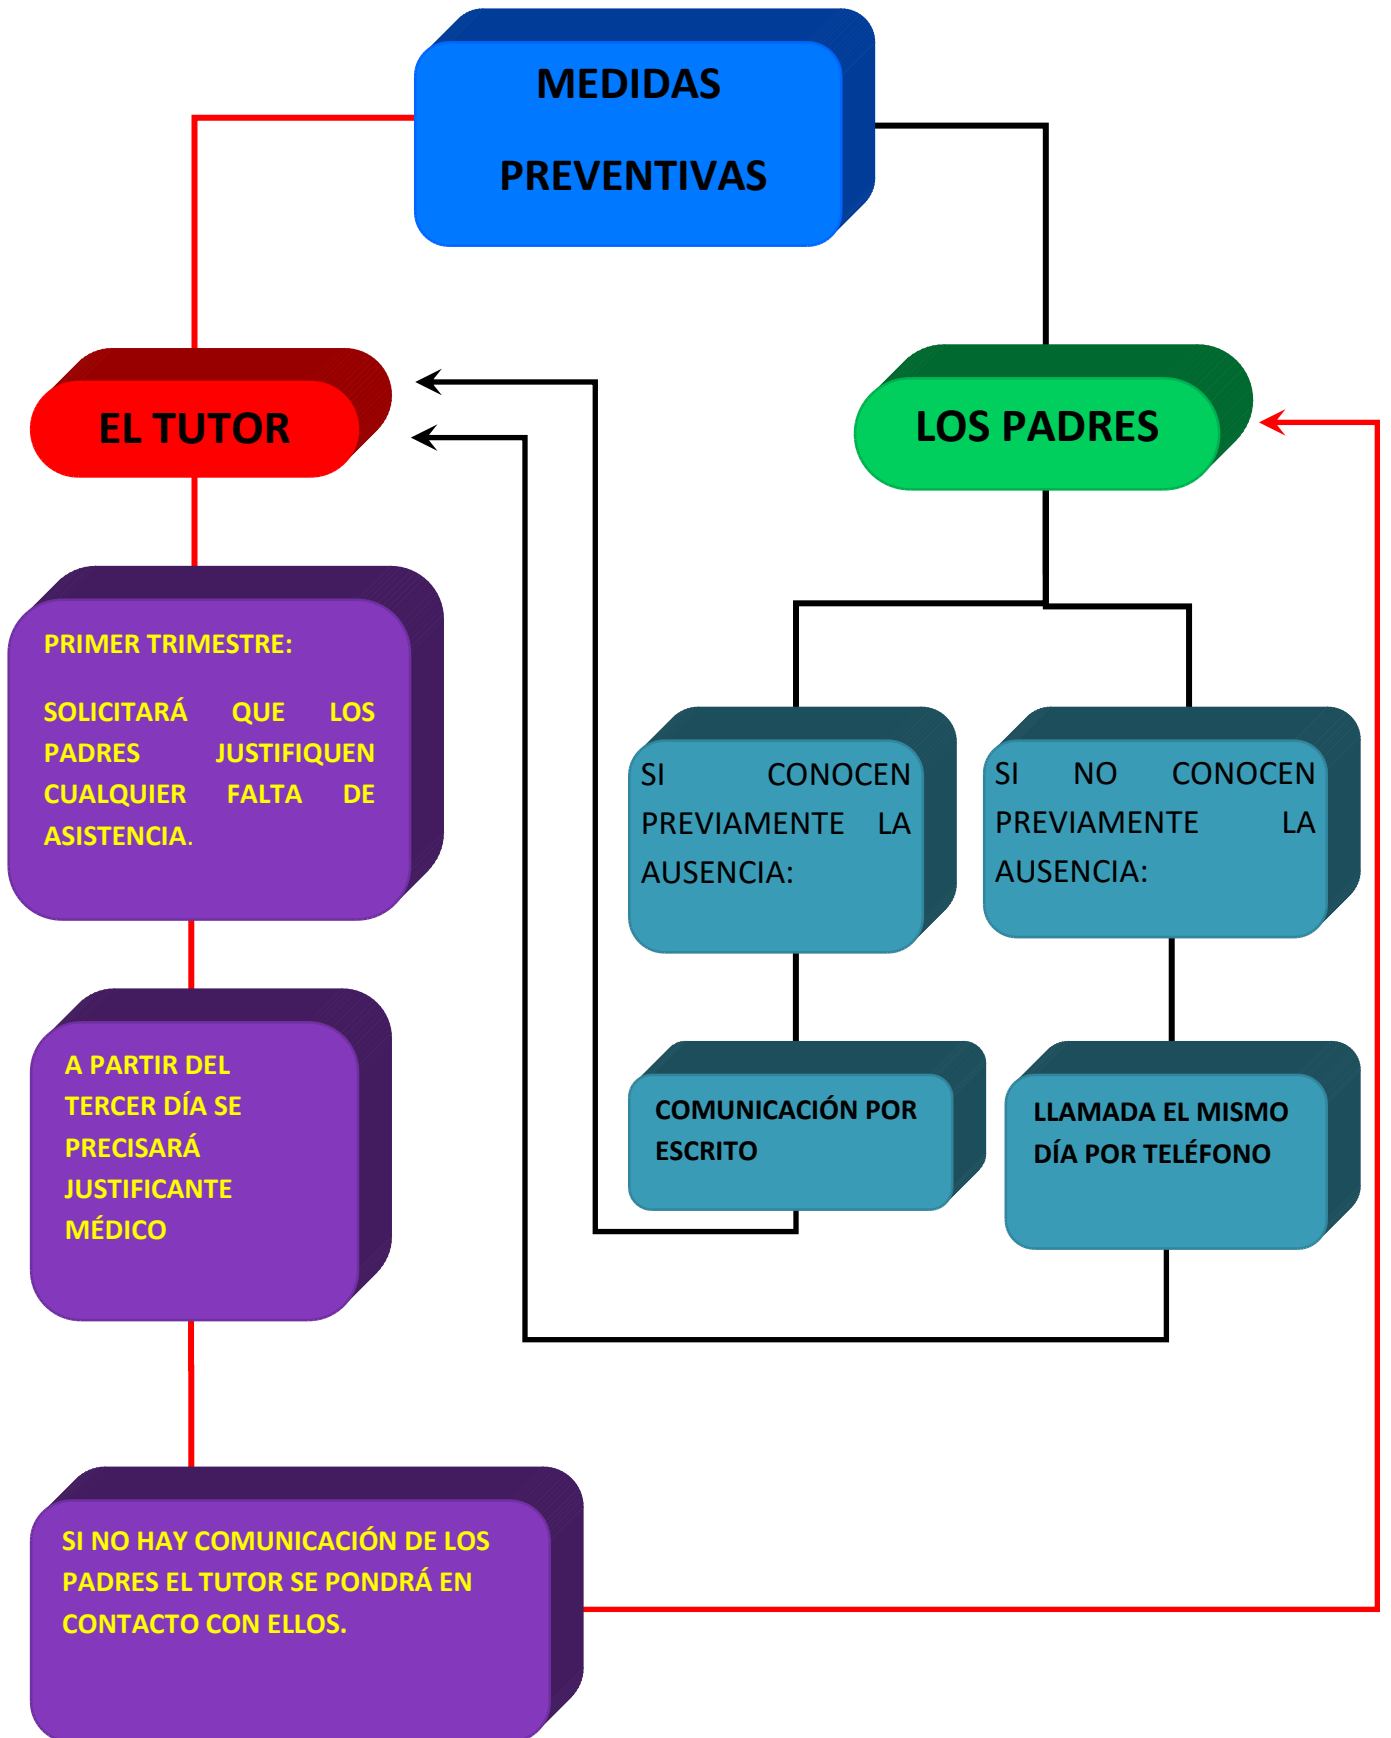 MEDIDAS
PREVENTIVAS
EL TUTOR
LOS PADRES
PRIMER TRIMESTRE:
SOLICITARÁ QUE LOS
PADRES JUSTIFIQUEN
CUALQUIER FALTA DE
ASISTENCIA.
SI CONOCEN
PREVIAMENTE LA
AUSENCIA:
SI NO CONOCEN
PREVIAMENTE LA
AUSENCIA:
A PARTIR DEL
TERCER DÍA SE
PRECISARÁ
JUSTIFICANTE
MÉDICO
COMUNICACIÓN POR
ESCRITO
LLAMADA EL MISMO
DÍA POR TELÉFONO
SI NO HAY COMUNICACIÓN DE LOS
PADRES EL TUTOR SE PONDRÁ EN
CONTACTO CON ELLOS.